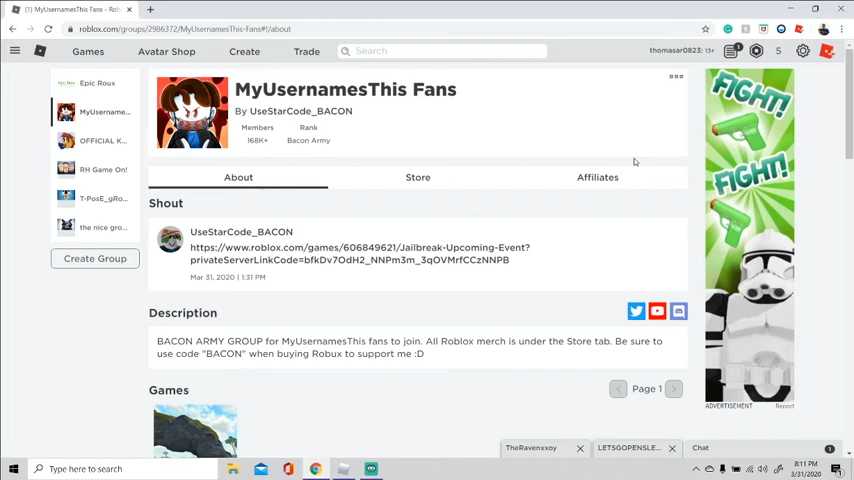 (1) MyUsernamesThis Fans - Rob
roblox.com/groups/2986372/MyUsernames-Fans#!/about
Games
Avatar Shop
Create
Trade
Search
thomasar0823: 13+
1
5
Epic Roux
MyUsername...
OFFICIAL K...
RH Game On!
T-PosE_gRo...
the nice gro...
Create Group
MyUsernamesThis Fans
By UseStarCode_BACON
Members
Rank
168K+
Bacon Army
About
Store
Affiliates
Shout
UseStarCode_BACON
https://www.roblox.com/games/606849621/Jailbreak-Upcoming-Event?
privateServerLinkCode=bfkDv7OdH2_NNPm3m_3qOVMrfCCzNNPB
Mar 31, 2020 | 1:31 PM
Description
BACON ARMY GROUP for MyUsernamesThis fans to join. All Roblox merch is under the Store tab. Be sure to
use code "BACON" when buying Robux to support me :D
Games
Page 1
FIGHT!
FIGHT!
ADVERTISEMENT
Report
TheRavenxxoy
LETSGOPENSLE...
Chat
1
Type here to search
8:11 PM
3/31/2020